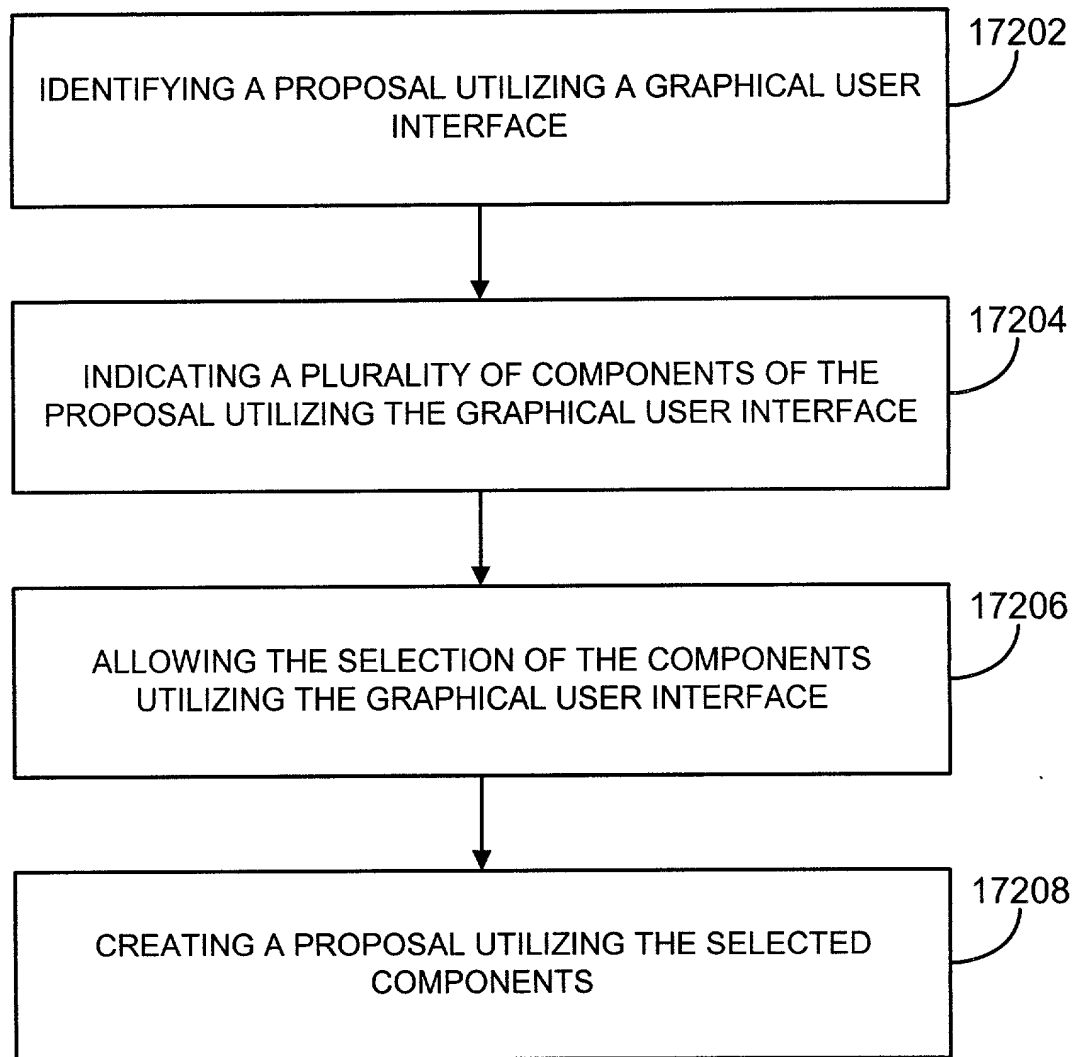 17202
IDENTIFYING A PROPOSAL UTILIZING A GRAPHICAL USER
INTERFACE
17204
INDICATING A PLURALITY OF COMPONENTS OF THE
PROPOSAL UTILIZING THE GRAPHICAL USER INTERFACE
17206
ALLOWING THE SELECTION OF THE COMPONENTS
UTILIZING THE GRAPHICAL USER INTERFACE
17208
CREATING A PROPOSAL UTILIZING THE SELECTED
COMPONENTS